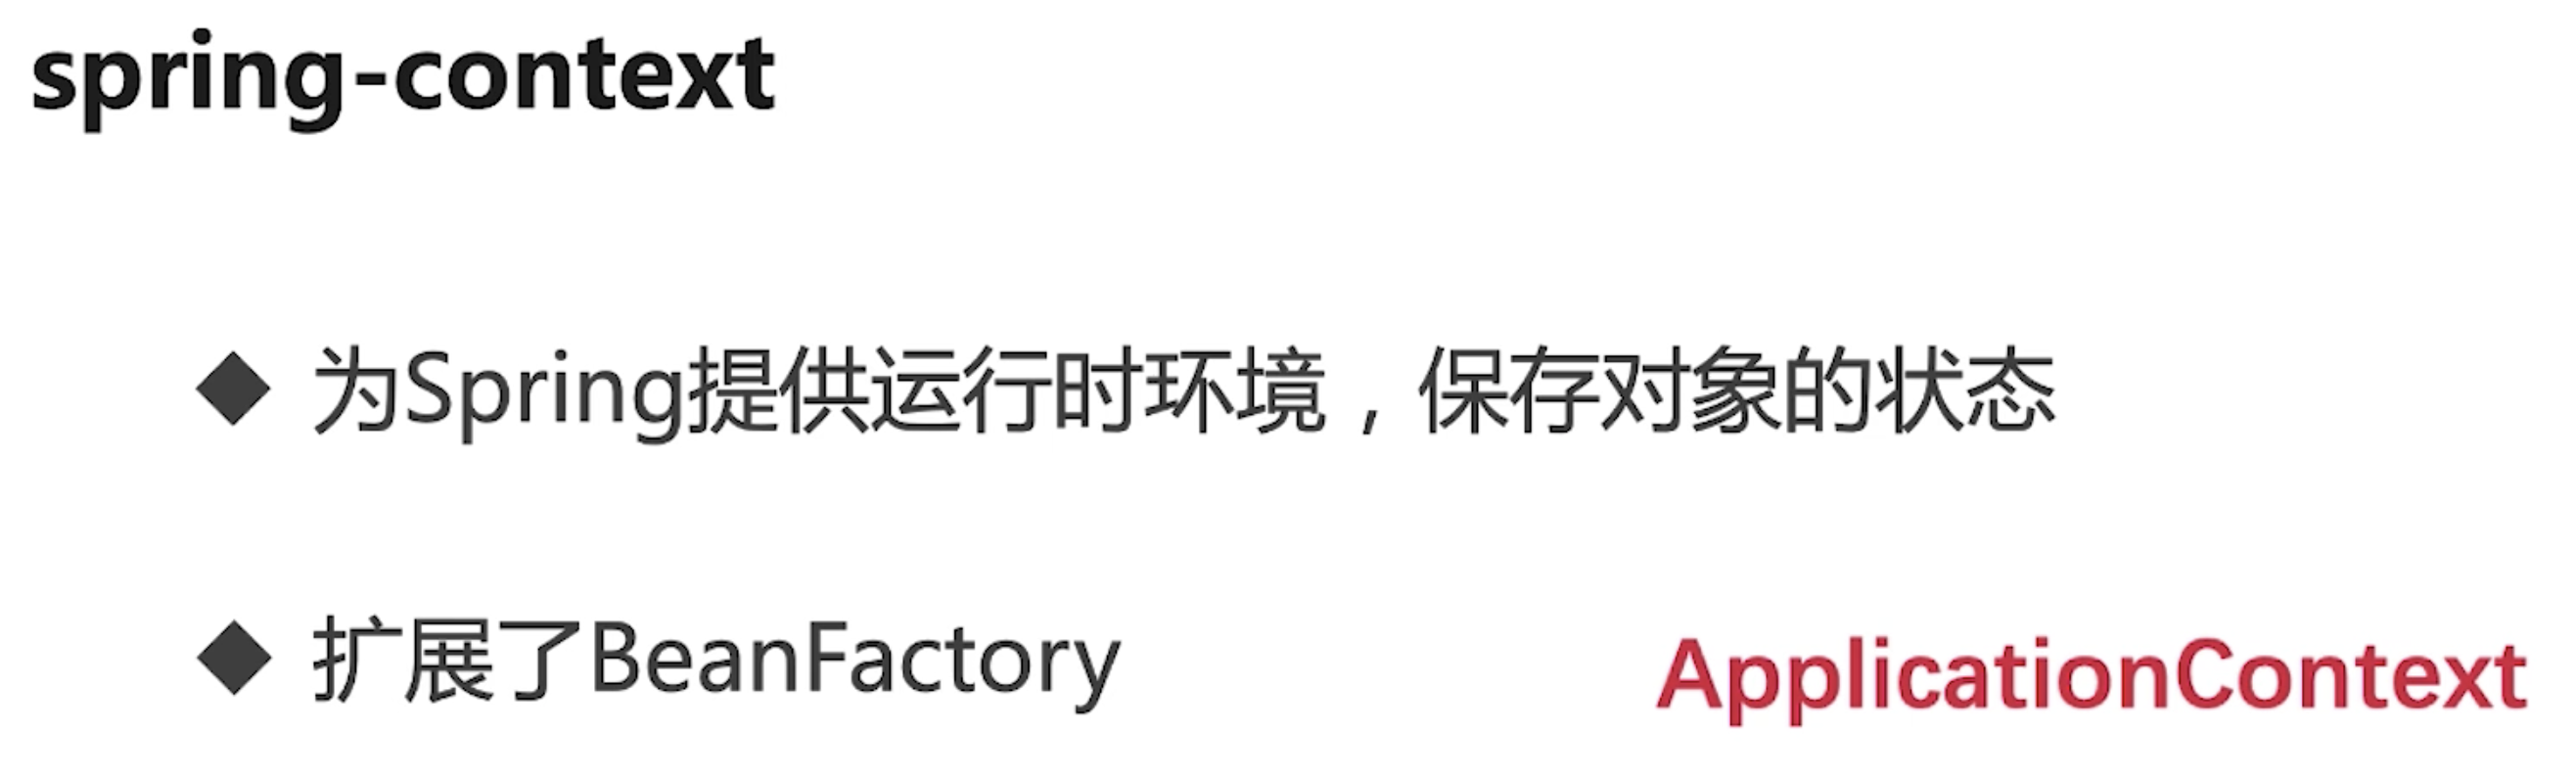 spring-context
◆ 为Spring提供运行时环境，保存对象的状态
◆ 扩展了BeanFactory
ApplicationContext